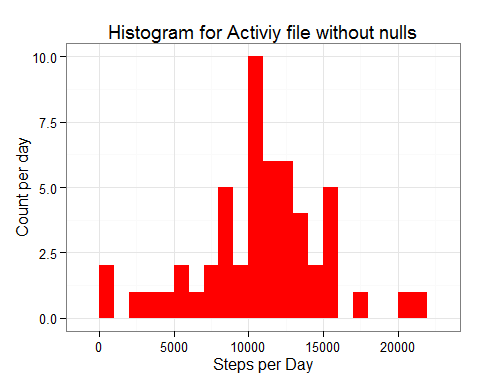 Histogram for Activiy file without nulls
Count per day
10.0
7.5
5.0
2.5
0.0
0 5000 10000 15000 20000
Steps per Day